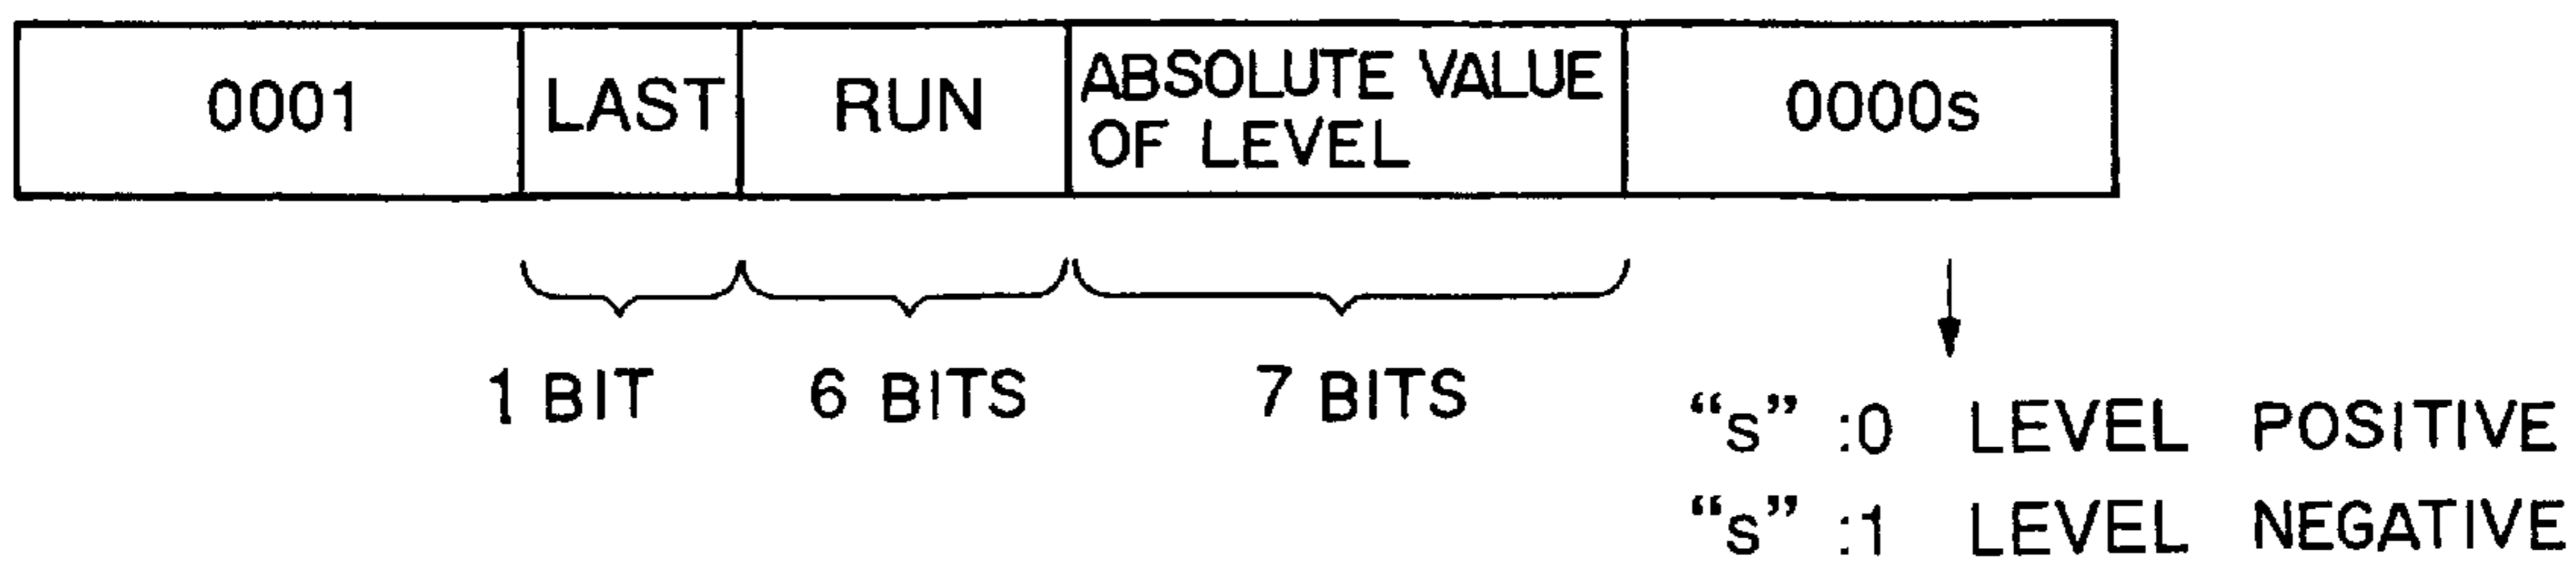 0001
LAST
RUN
ABSOLUTE VALUE
OF LEVEL
0000s
1 BIT
6 BITS
7 BITS
“s” :0 LEVEL POSITIVE
“s” :1 LEVEL NEGATIVE